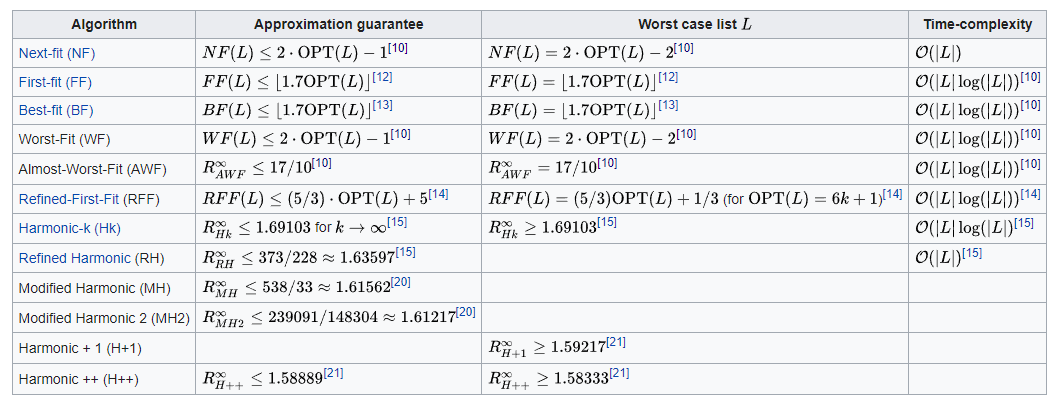 Algorithm Approximation guarantee Worst case list L Time-complexity
Next-fit (NF) NF(L) ≤ 2 · OPT(L) − 1[10] NF(L) = 2 · OPT(L) − 2[10] 𝒪(|L|)
First-fit (FF) FF(L) ≤ ⌊1.7OPT(L)⌋[12] FF(L) = ⌊1.7OPT(L)⌋[12] 𝒪(|L| log(|L|))[10]
Best-fit (BF) BF(L) ≤ ⌊1.7OPT(L)⌋[13] BF(L) = ⌊1.7OPT(L)⌋[13] 𝒪(|L| log(|L|))[10]
Worst-Fit (WF) WF(L) ≤ 2 · OPT(L) − 1[10] WF(L) = 2 · OPT(L) − 2[10] 𝒪(|L| log(|L|))[10]
Almost-Worst-Fit (AWF) R∞AWF ≤ 17/10[10] R∞AWF = 17/10[10] 𝒪(|L| log(|L|))[10]
Refined-First-Fit (RFF) RFF(L) ≤ (5/3) · OPT(L) + 5[14] RFF(L) = (5/3)OPT(L) + 1/3 (for OPT(L) = 6k + 1)[14] 𝒪(|L| log(|L|))[14]
Harmonic-k (Hk) R∞Hk ≤ 1.69103 for k → ∞[15] R∞Hk ≥ 1.69103[15] 𝒪(|L| log(|L|)[15]
Refined Harmonic (RH) R∞RH ≤ 373/228 ≈ 1.63597[15] 𝒪(|L|)[15]
Modified Harmonic (MH) R∞MH ≤ 538/33 ≈ 1.61562[20]
Modified Harmonic 2 (MH2) R∞MH2 ≤ 239091/148304 ≈ 1.61217[20]
Harmonic + 1 (H+1) R∞H+1 ≥ 1.59217[21]
Harmonic ++ (H++) R∞H++ ≤ 1.58889[21] R∞H++ ≥ 1.58333[21]